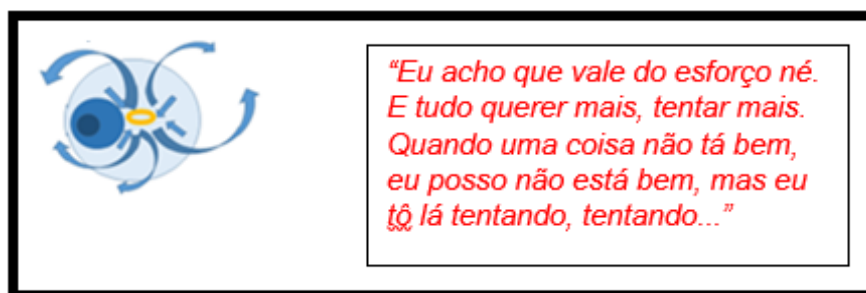 “Eu acho que vale do esforço né.
E tudo querer mais, tentar mais.
Quando uma coisa não tá bem,
eu posso não está bem, mas eu
tô lá tentando, tentando...”